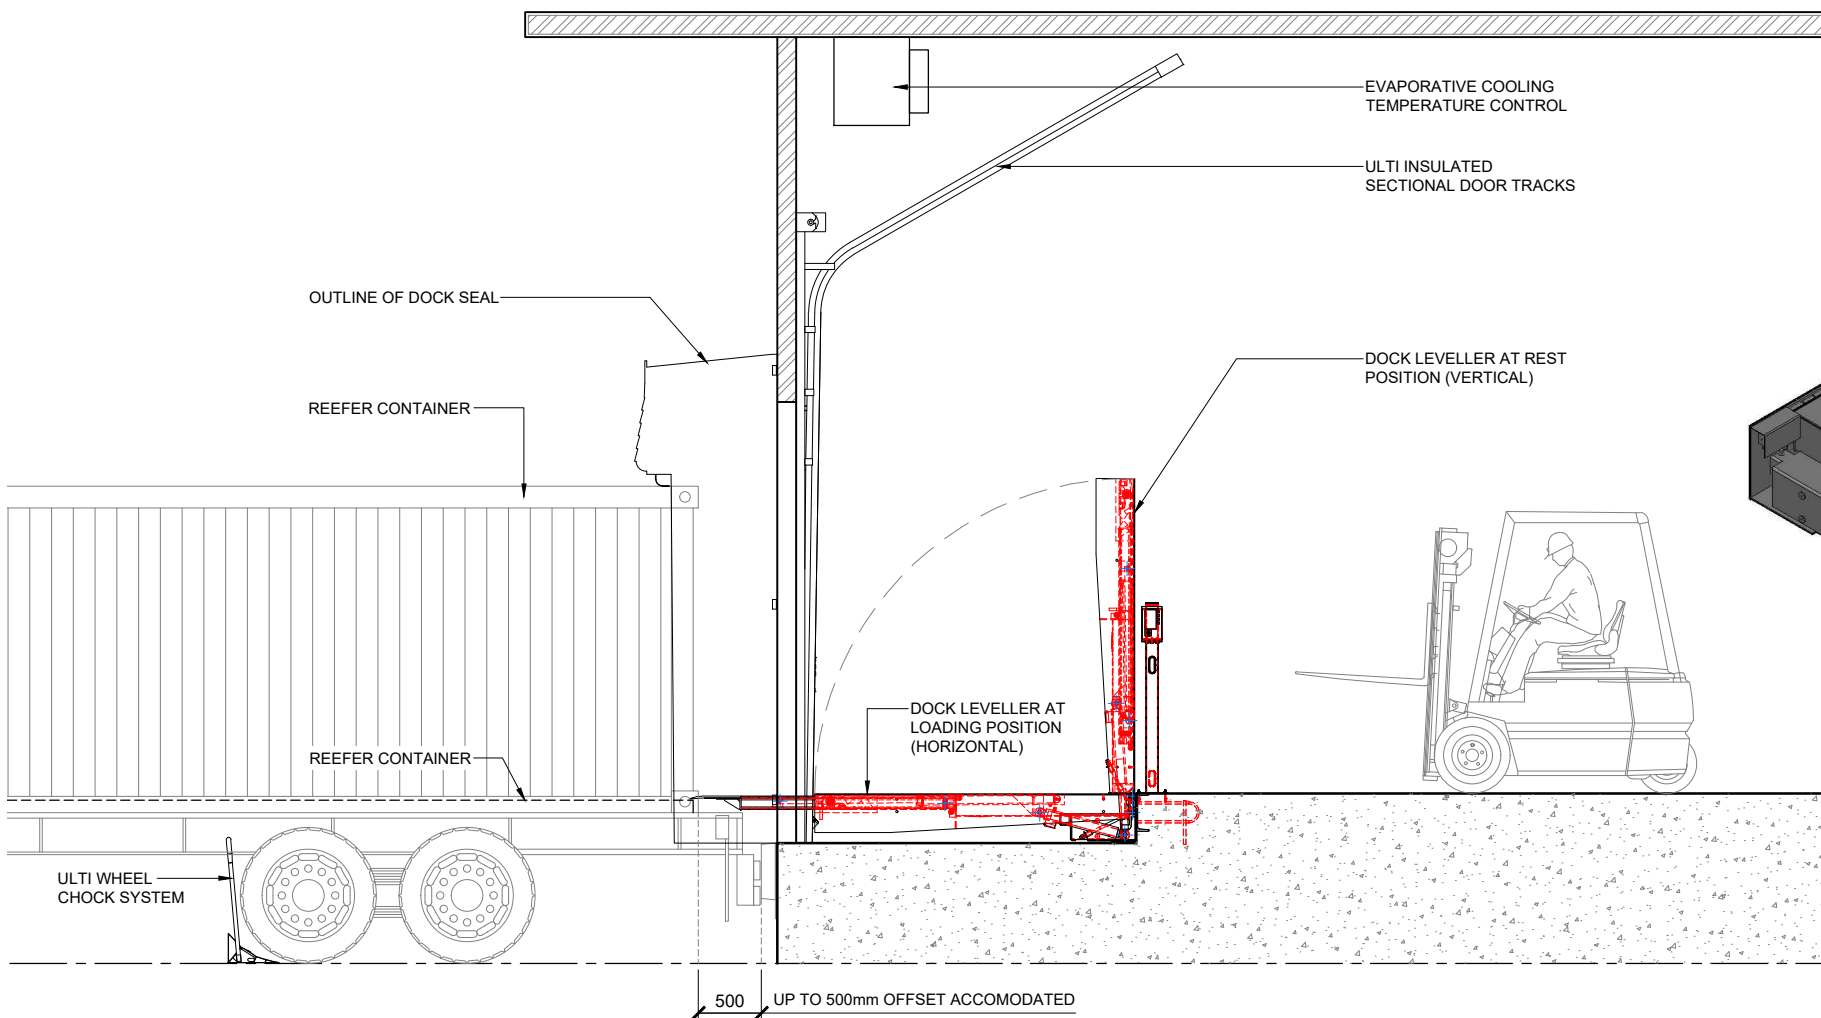 EVAPORATIVE COOLING
TEMPERATURE CONTROL
ULTI INSULATED
SECTIONAL DOOR TRACKS
OUTLINE OF DOCK SEAL
DOCK LEVELLER AT REST
POSITION (VERTICAL)
REEFER CONTAINER
DOCK LEVELLER AT
LOADING POSITION
(HORIZONTAL)
REEFER CONTAINER
ULTI WHEEL
CHOCK SYSTEM
500
UP TO 500mm OFFSET ACCOMODATED